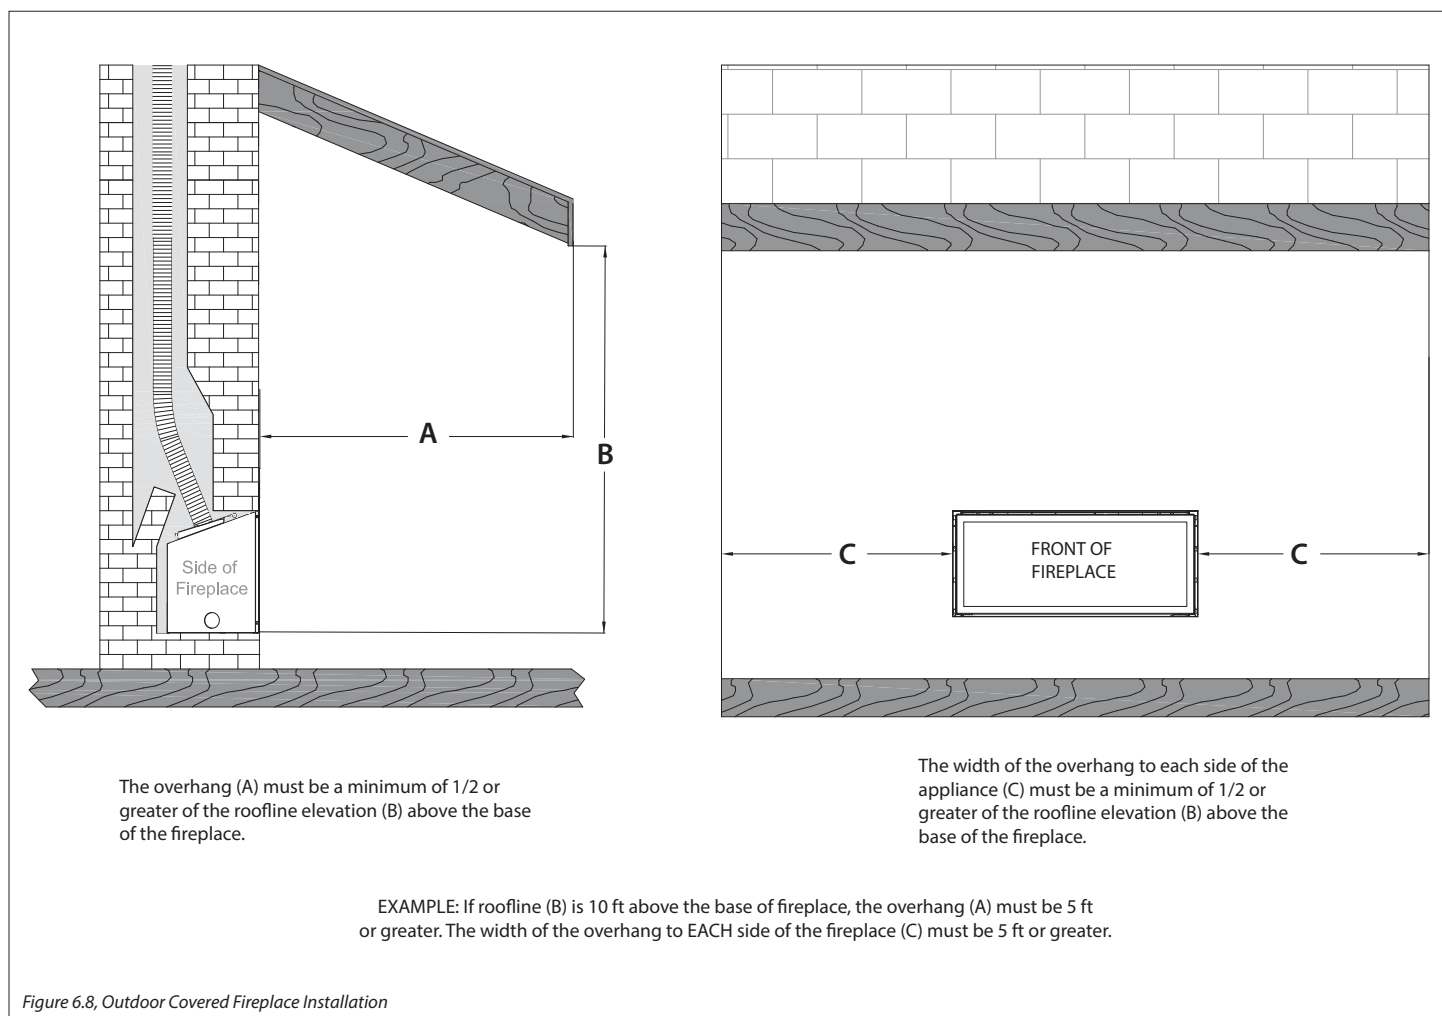 A
B
Side of
Fireplace
C
FRONT OF
FIREPLACE
C
The overhang (A) must be a minimum of 1/2 or
greater of the roofline elevation (B) above the base
of the fireplace.
The width of the overhang to each side of the
appliance (C) must be a minimum of 1/2 or
greater of the roofline elevation (B) above the
base of the fireplace.
EXAMPLE: If roofline (B) is 10 ft above the base of fireplace, the overhang (A) must be 5 ft
or greater. The width of the overhang to EACH side of the fireplace (C) must be 5 ft or greater.
Figure 6.8, Outdoor Covered Fireplace Installation